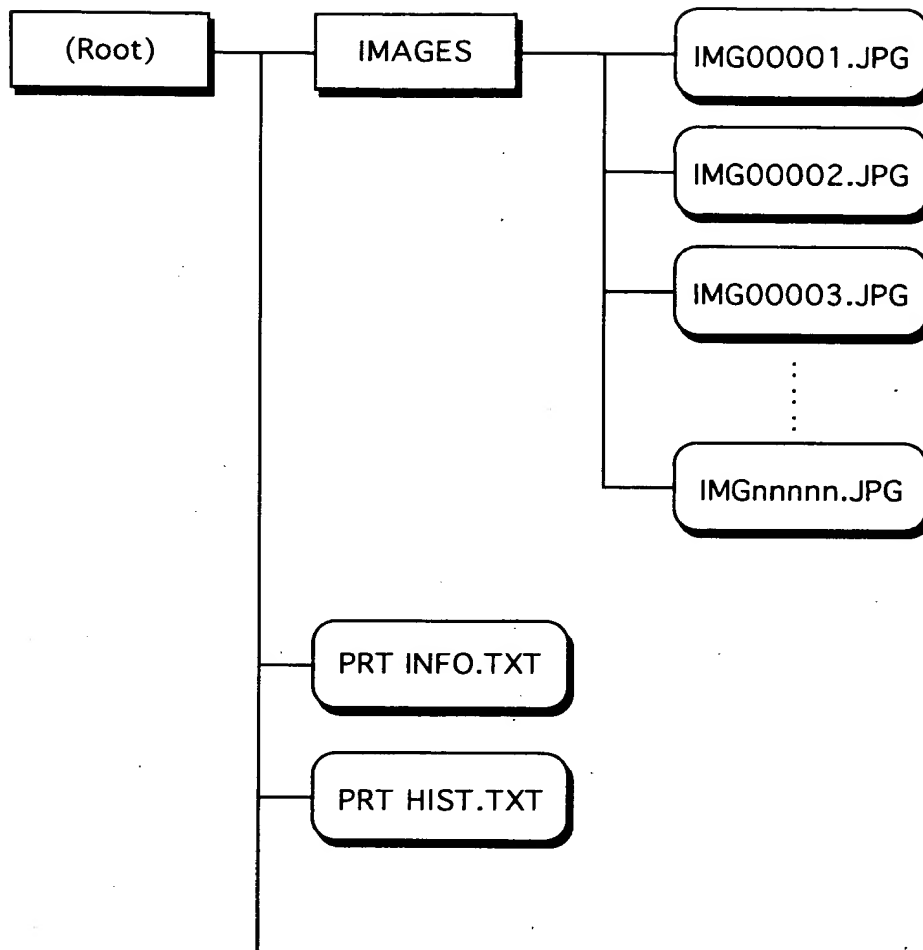 (Root)
IMAGES
IMG00001.JPG
IMG00002.JPG
IMG00003.JPG
IMGnnnnn.JPG
PRT INFO.TXT
PRT HIST.TXT